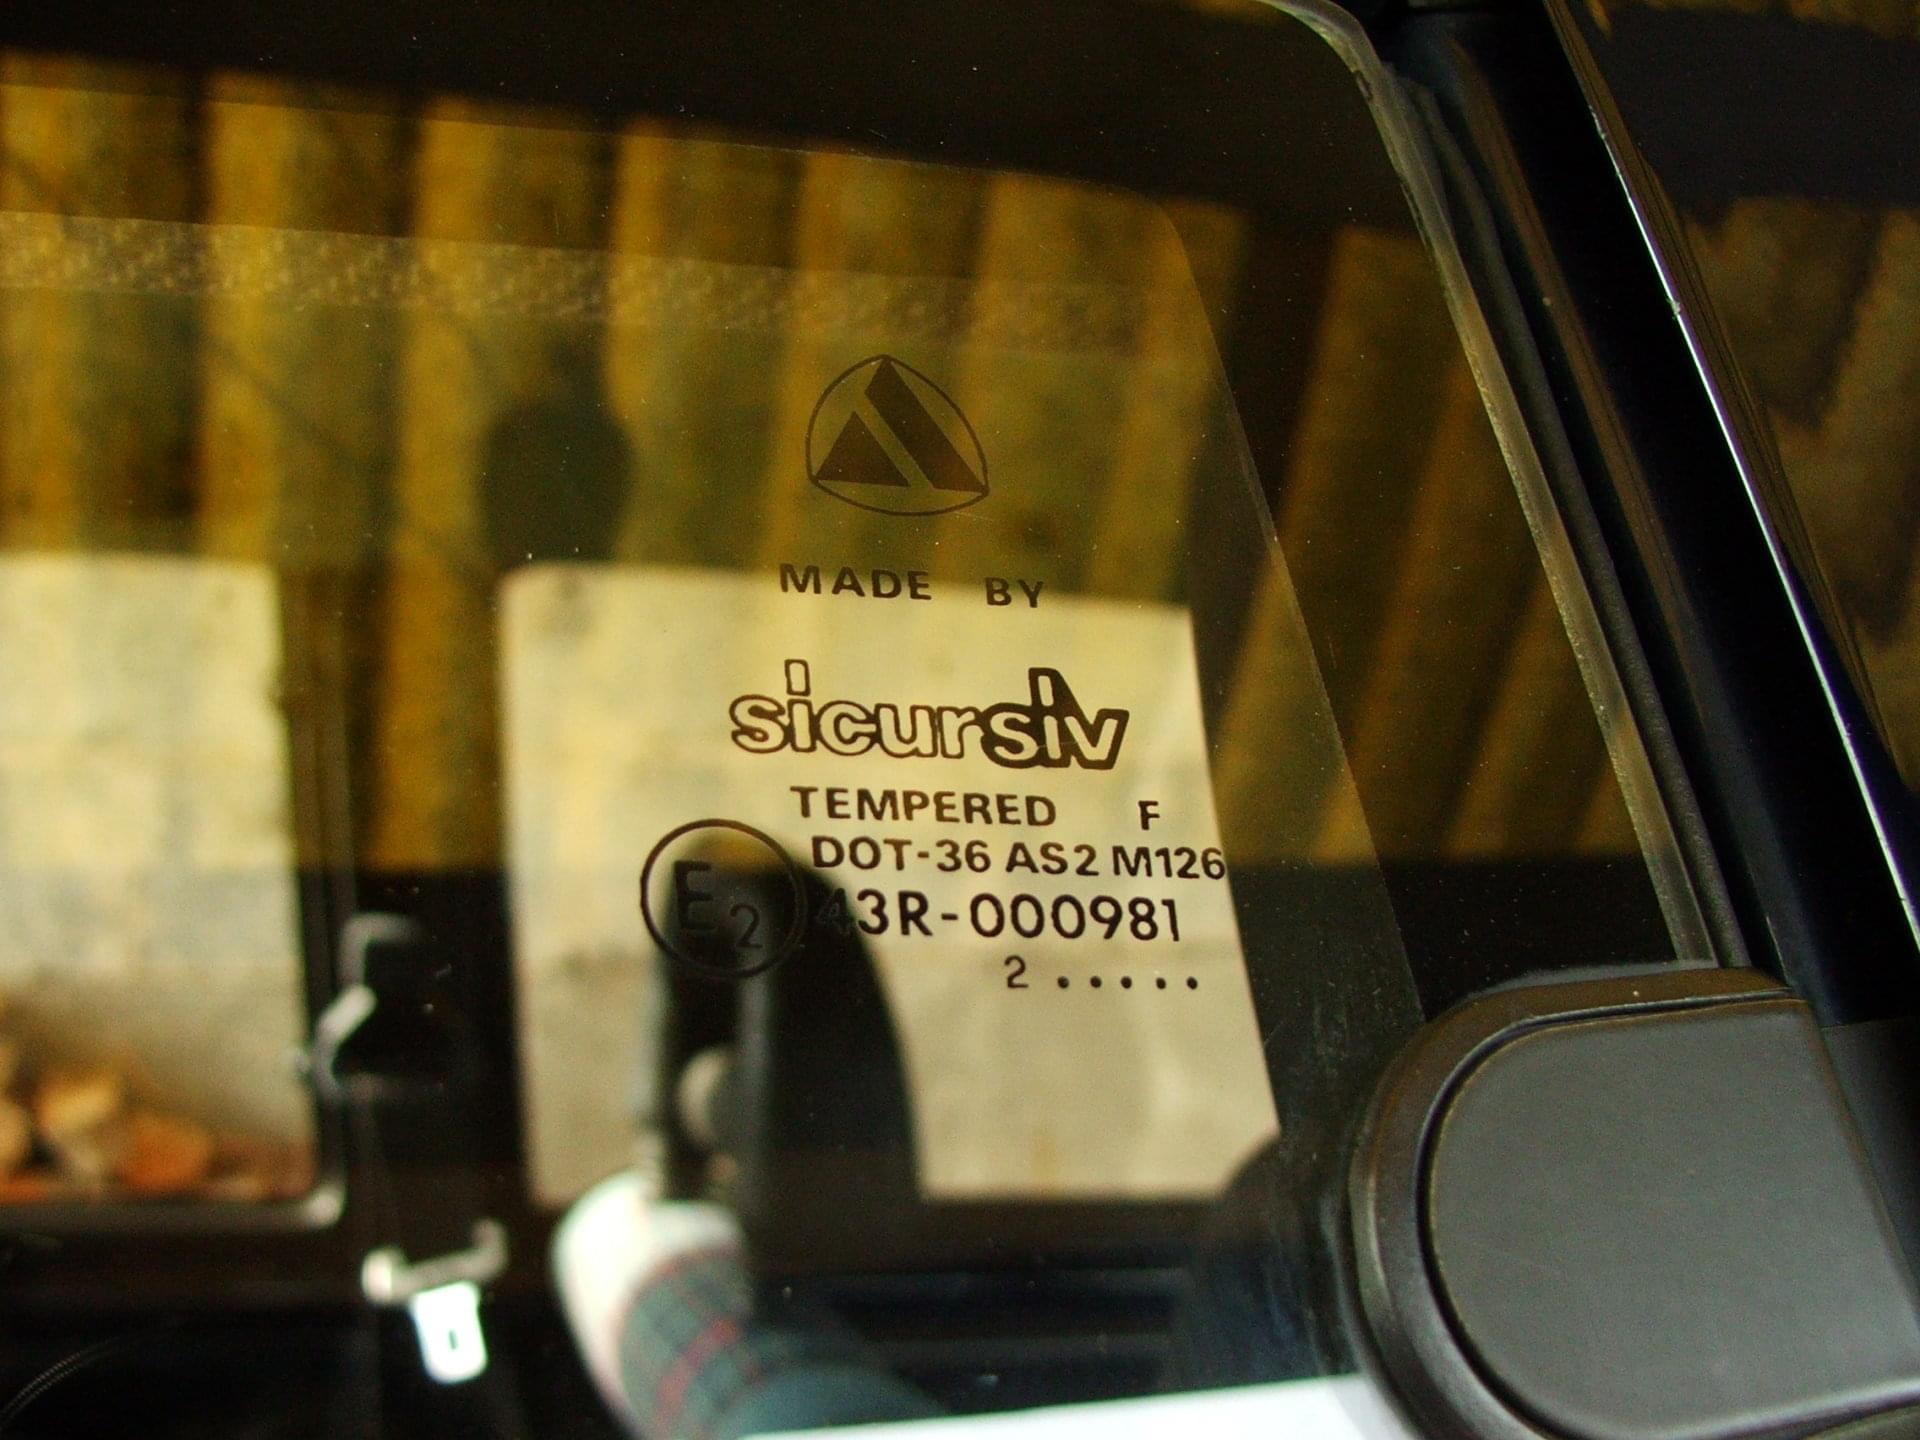 MADE BY
sicursiv
TEMPERED F
DOT-36 AS2 M126
E2 43R-000981
2 . . . . .